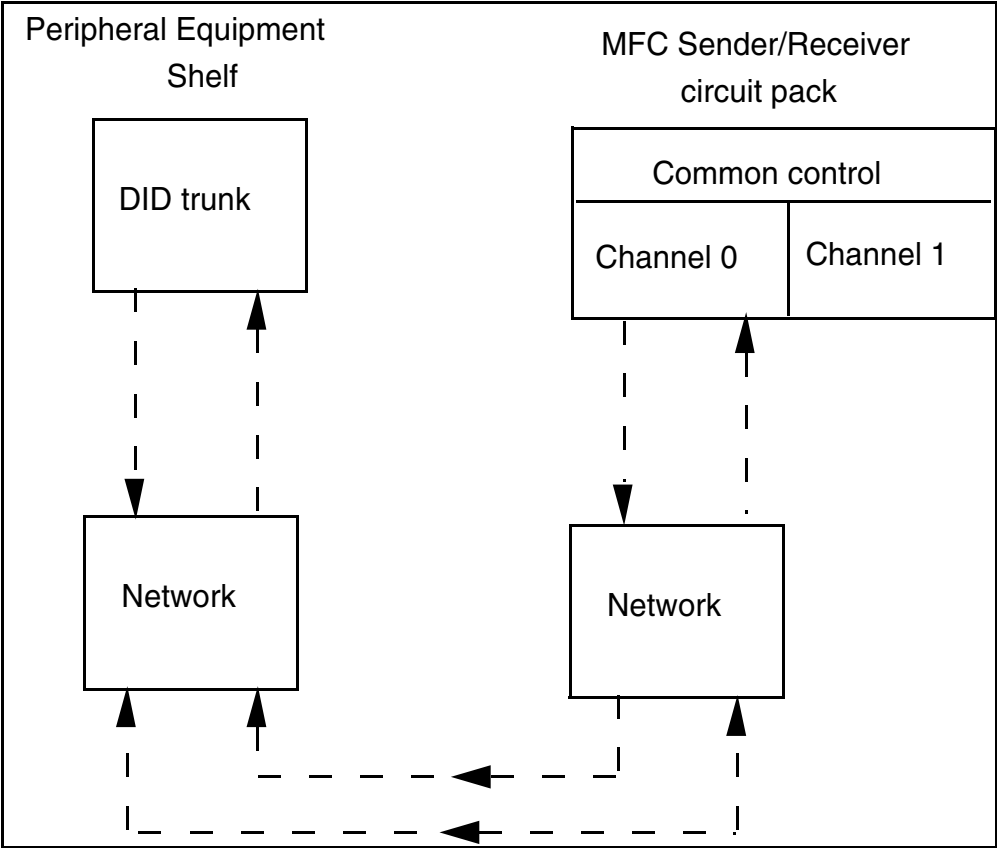 Peripheral Equipment
Shelf
MFC Sender/Receiver
circuit pack
DID trunk
Common control
Channel 0
Channel 1
Network
Network